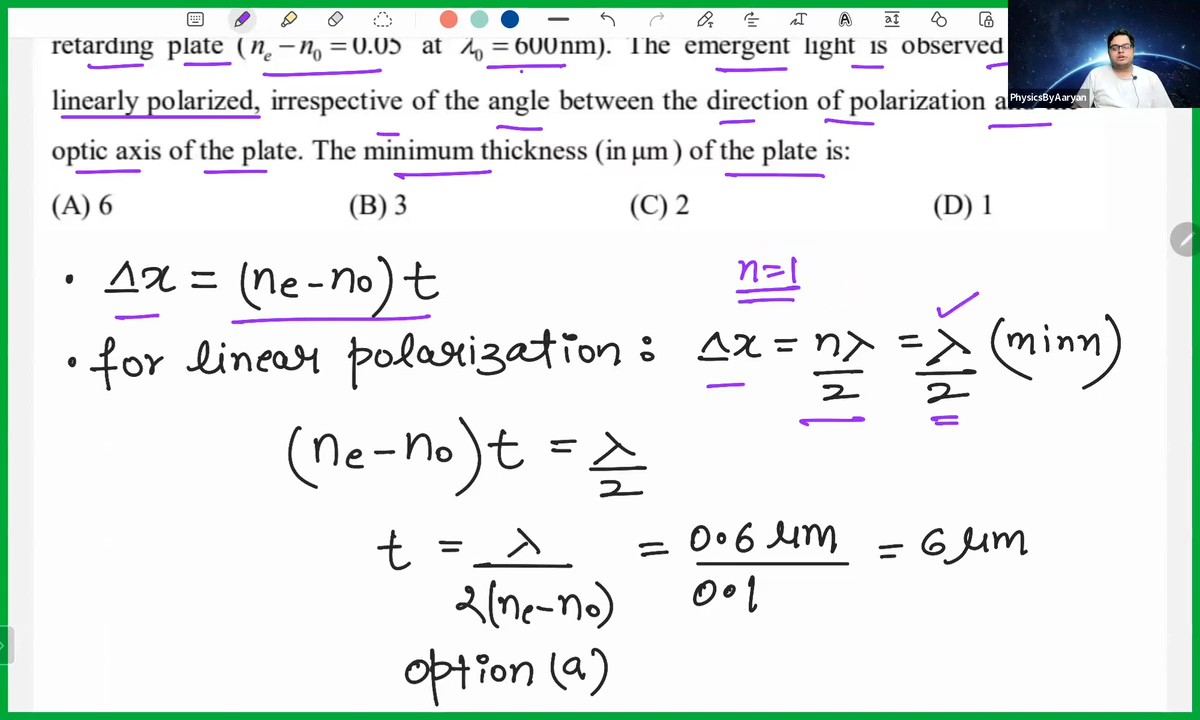 retarding plate (nₑ − n₀ = 0.05 at λ₀ = 600nm). The emergent light is observed
linearly polarized, irrespective of the angle between the direction of polarization
PhysicsByAaryan
optic axis of the plate. The minimum thickness (in μm) of the plate is:
(A) 6 (B) 3 (C) 2 (D) 1
• Δx = (ne-no)t
n=1
• for linear polarization : Δx = nλ/2 = λ/2 (minm)
(ne-no)t = λ/2
t = λ/2(ne-no) = 0.6 μm/0.1 = 6 μm
option (a)